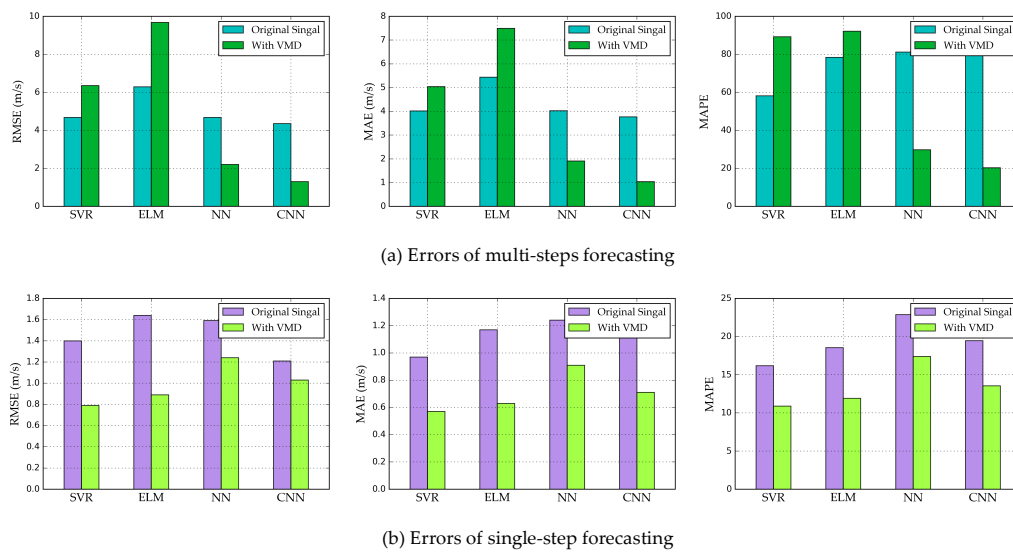 10
8
6
4
2
0
RMSE (m/s)
SVR ELM NN CNN
Original Singal
With VMD
8
7
6
5
4
3
2
1
0
MAE (m/s)
SVR ELM NN CNN
Original Singal
With VMD
100
80
60
40
20
0
MAPE
SVR ELM NN CNN
Original Singal
With VMD
(a) Errors of multi-steps forecasting
1.8
1.6
1.4
1.2
1.0
0.8
0.6
0.4
0.2
0.0
RMSE (m/s)
SVR ELM NN CNN
Original Singal
With VMD
1.4
1.2
1.0
0.8
0.6
0.4
0.2
0.0
MAE (m/s)
SVR ELM NN CNN
Original Singal
With VMD
25
20
15
10
5
0
MAPE
SVR ELM NN CNN
Original Singal
With VMD
(b) Errors of single-step forecasting